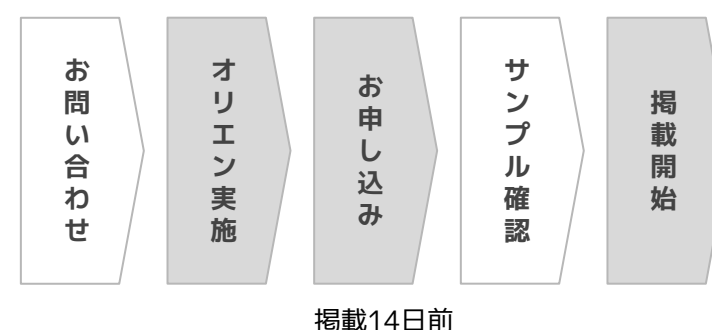 お問い合わせ
オリエン実施
お申し込み
サンプル確認
掲載開始
掲載14日前